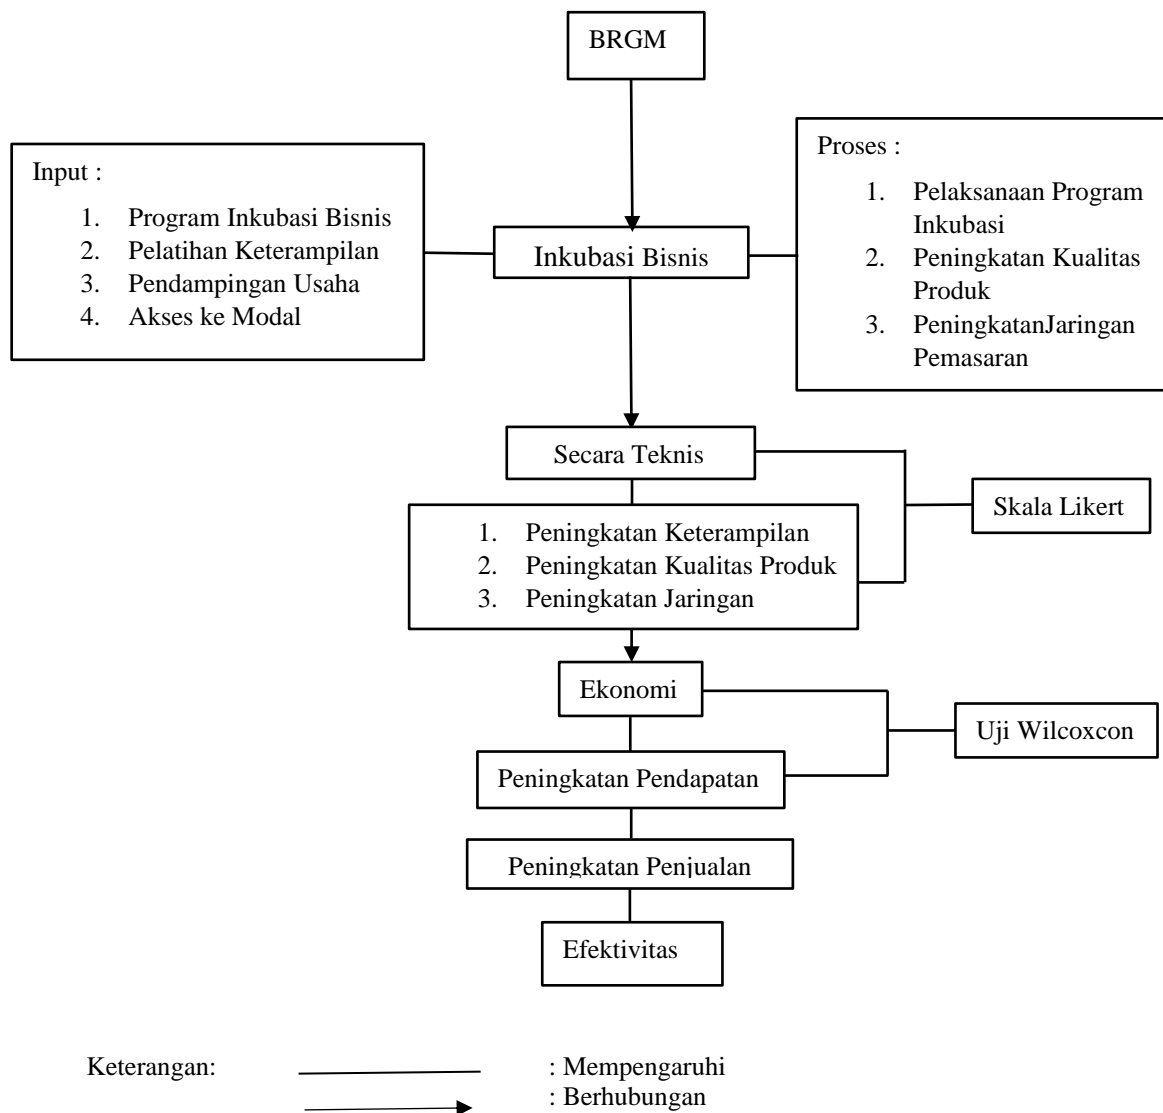 BRGM
Input :
1. Program Inkubasi Bisnis
2. Pelatihan Keterampilan
3. Pendampingan Usaha
4. Akses ke Modal
Inkubasi Bisnis
Proses :
1. Pelaksanaan Program
Inkubasi
2. Peningkatan Kualitas
Produk
3. PeningkatanJaringan
Pemasaran
Secara Teknis
1. Peningkatan Keterampilan
2. Peningkatan Kualitas Produk
3. Peningkatan Jaringan
Skala Likert
Ekonomi
Peningkatan Pendapatan
Uji Wilcoxcon
Peningkatan Penjualan
Efektivitas
Keterangan: : Mempengaruhi
: Berhubungan